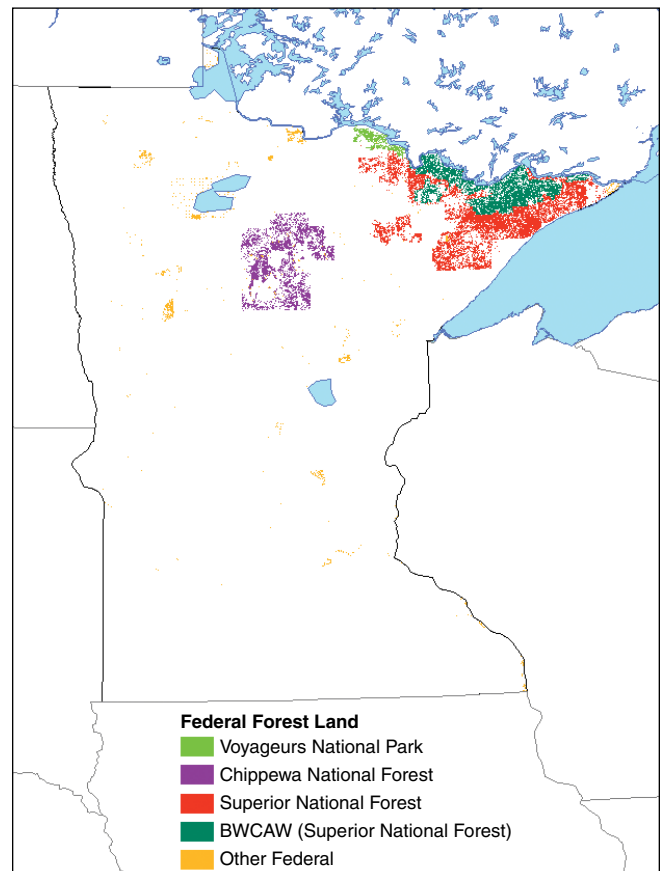 Federal Forest Land
Voyageurs National Park
Chippewa National Forest
Superior National Forest
BWCAW (Superior National Forest)
Other Federal